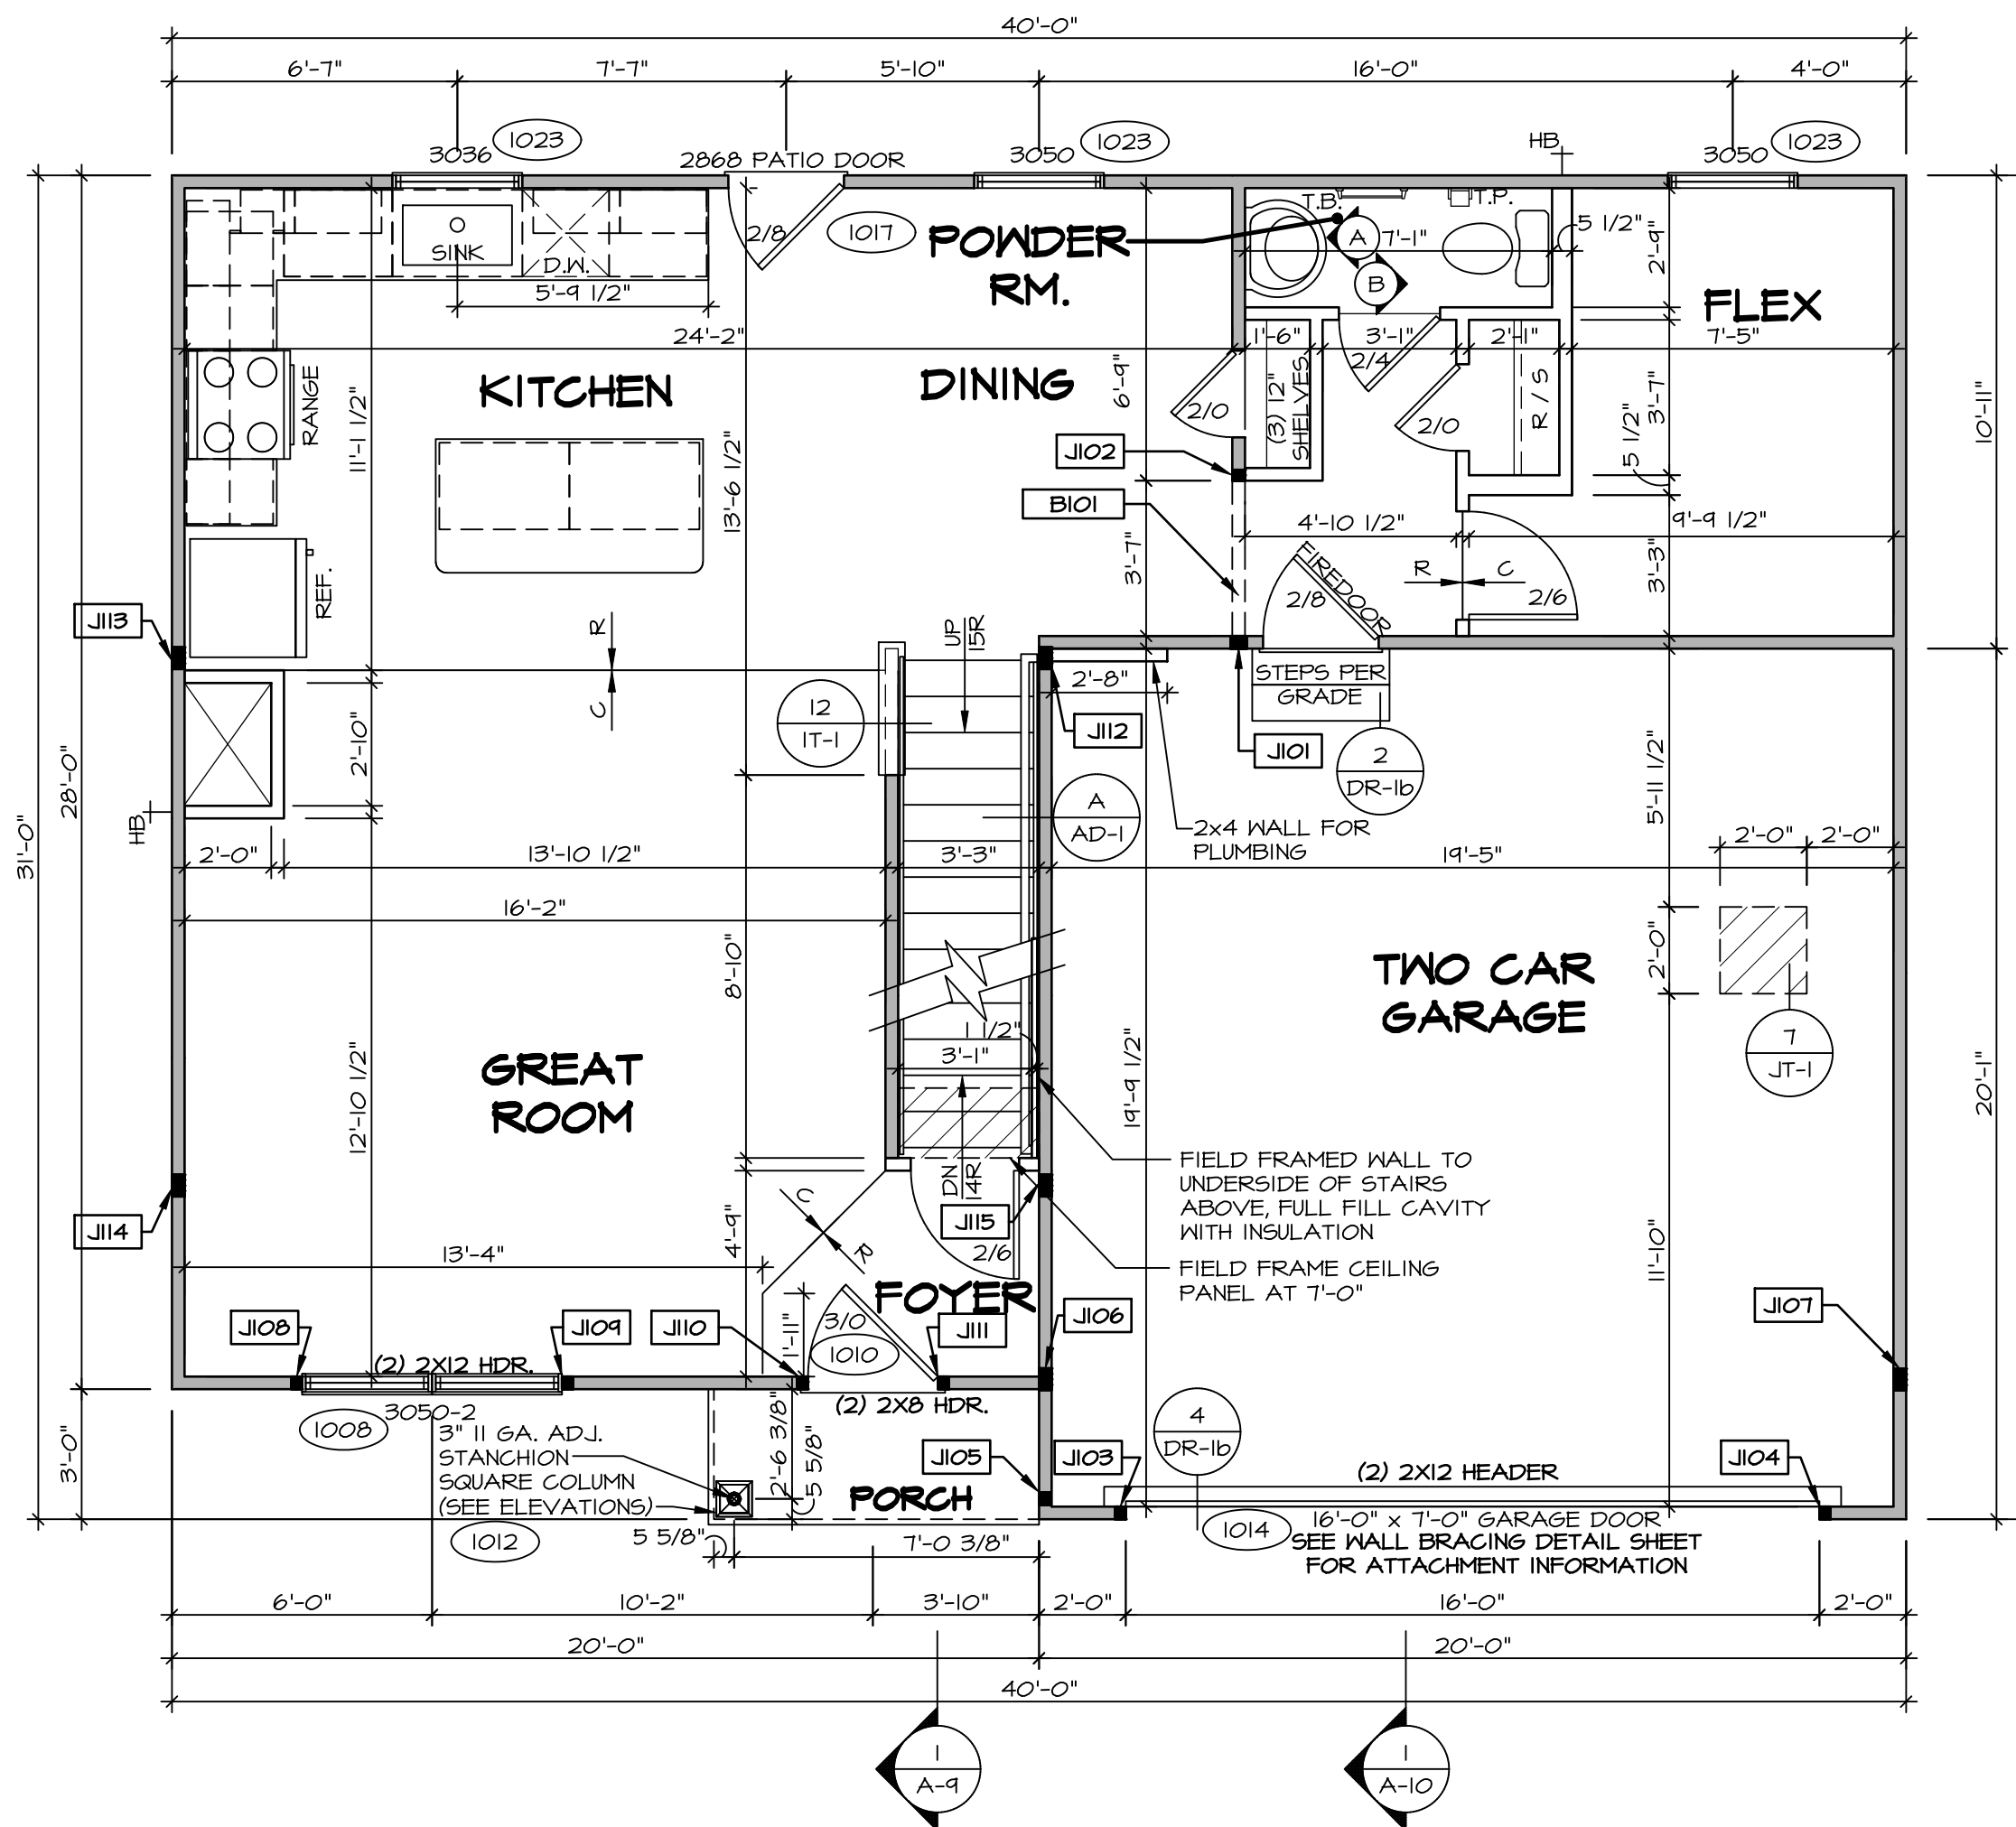 40'-0"
6'-7"
7'-7"
5'-10"
16'-0"
4'-0"
3036
1023
2868 PATIO DOOR
3050
1023
HB
3050
1023
2/8
1017
POWDER
RM.
T.B.
T.P.
A
7'-1"
B
5 1/2"
2'-9"
FLEX
SINK
D.W.
5'-9 1/2"
24'-2"
1'-6"
3'-1"
2'-1"
7'-5"
RANGE
KITCHEN
DINING
11'-1 1/2"
13'-6 1/2"
6'-9"
2/4
2/0
(3) 12"
SHELVES
2/0
R / S
3'-7"
5 1/2"
10'-11"
J102
B101
4'-10 1/2"
9'-9 1/2"
3'-7"
FIREDOOR
2/8
R
C
2/6
3'-3"
REF.
J113
R
C
UP
15R
12
1T-1
2'-8"
J112
STEPS PER
GRADE
J101
2
DR-1b
2'-10"
5'-11 1/2"
28'-0"
31'-0"
HB
A
AD-1
2x4 WALL FOR
PLUMBING
2'-0"
13'-10 1/2"
3'-3"
19'-5"
2'-0"
2'-0"
16'-2"
8'-10"
2'-0"
TWO CAR
GARAGE
7
JT-1
1 1/2"
3'-1"
GREAT
ROOM
12'-10 1/2"
19'-9 1/2"
20'-1"
FIELD FRAMED WALL TO
UNDERSIDE OF STAIRS
ABOVE, FULL FILL CAVITY
WITH INSULATION
FIELD FRAME CEILING
PANEL AT 7'-0"
DN
14R
J115
J114
C
R
4'-9"
2/6
13'-4"
11'-10"
FOYER
J108
J109
J110
1'-11"
3/0
1010
J111
J106
J107
(2) 2X12 HDR.
3050-2
1008
(2) 2X8 HDR.
3" 11 GA. ADJ.
STANCHION
SQUARE COLUMN
(SEE ELEVATIONS)
1012
2'-6 3/8"
5 5/8"
PORCH
J105
J103
4
DR-1b
J104
(2) 2X12 HEADER
3'-0"
5 5/8"
7'-0 3/8"
1014
16'-0" x 7'-0" GARAGE DOOR
SEE WALL BRACING DETAIL SHEET
FOR ATTACHMENT INFORMATION
6'-0"
10'-2"
3'-10"
2'-0"
16'-0"
2'-0"
20'-0"
20'-0"
40'-0"
1
A-9
1
A-10